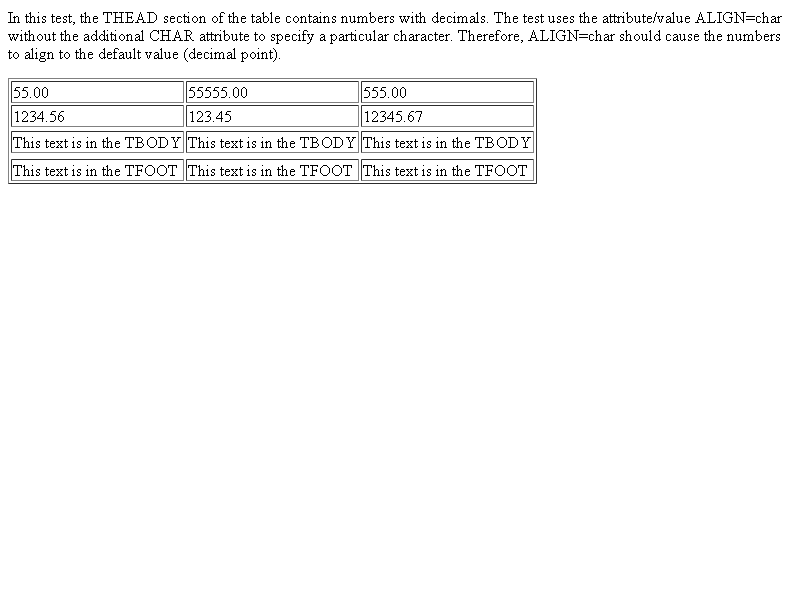 In this test, the THEAD section of the table contains numbers with decimals. The test uses the attribute/value ALIGN=char
without the additional CHAR attribute to specify a particular character. Therefore, ALIGN=char should cause the numbers
to align to the default value (decimal point).
55.00 55555.00 555.00
1234.56 123.45 12345.67
This text is in the TBODY This text is in the TBODY This text is in the TBODY
This text is in the TFOOT This text is in the TFOOT This text is in the TFOOT